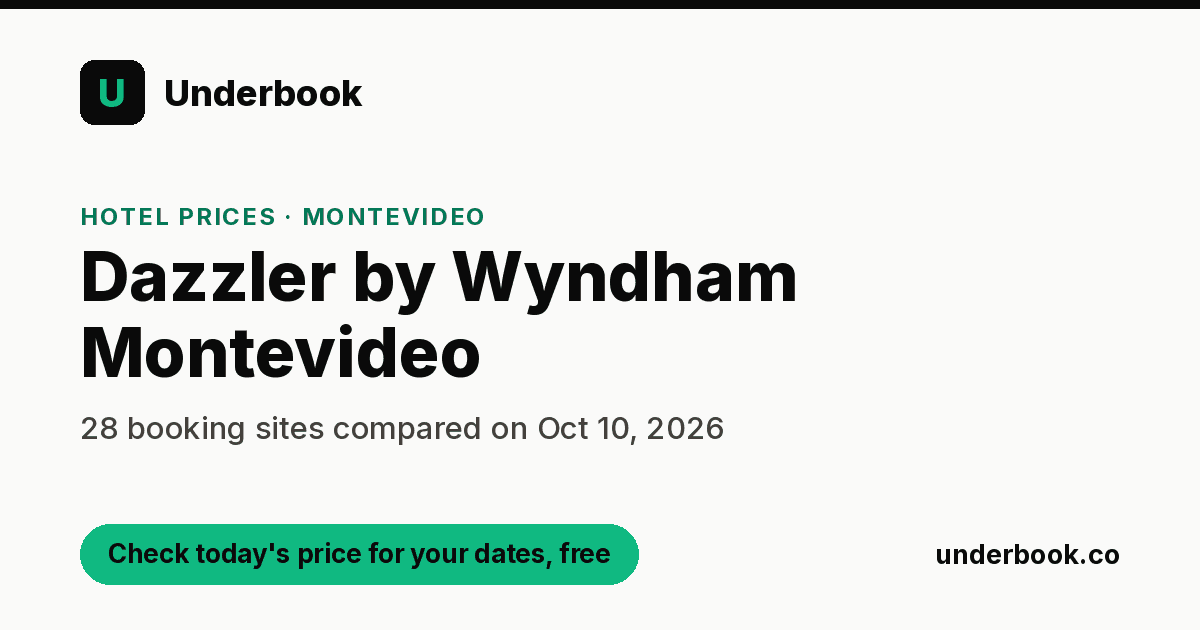 U Underbook
HOTEL PRICES · MONTEVIDEO
Dazzler by Wyndham
Montevideo
28 booking sites compared on Oct 10, 2026
Check today's price for your dates, free
underbook.co